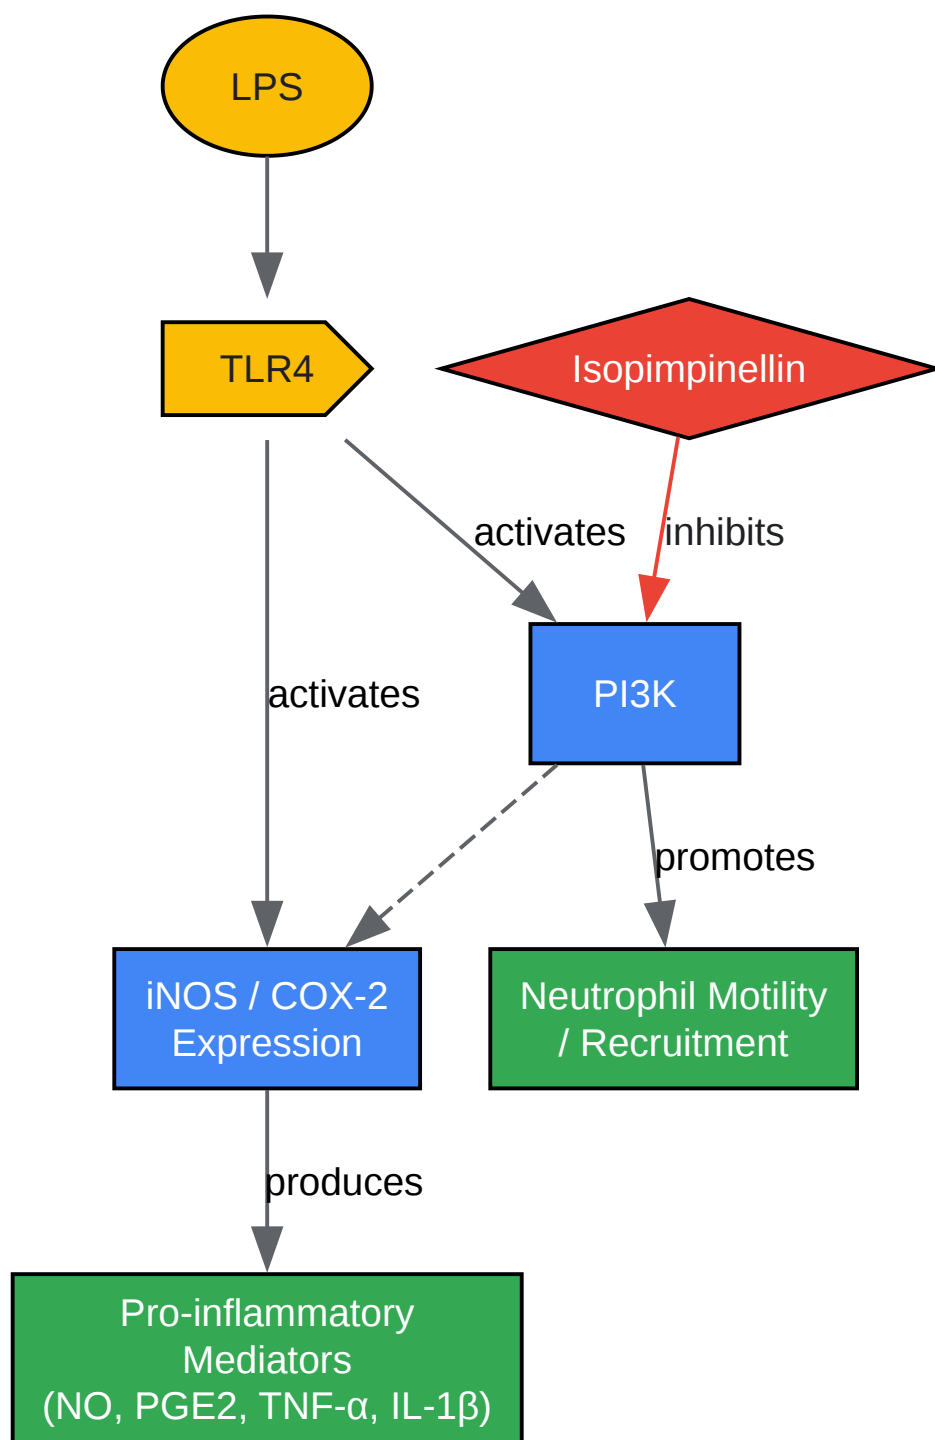 LPS
TLR4
Isopimpinellin
activates
inhibits
activates
PI3K
promotes
iNOS / COX-2
Expression
Neutrophil Motility
/ Recruitment
produces
Pro-inflammatory
Mediators
(NO, PGE2, TNF-α, IL-1β)